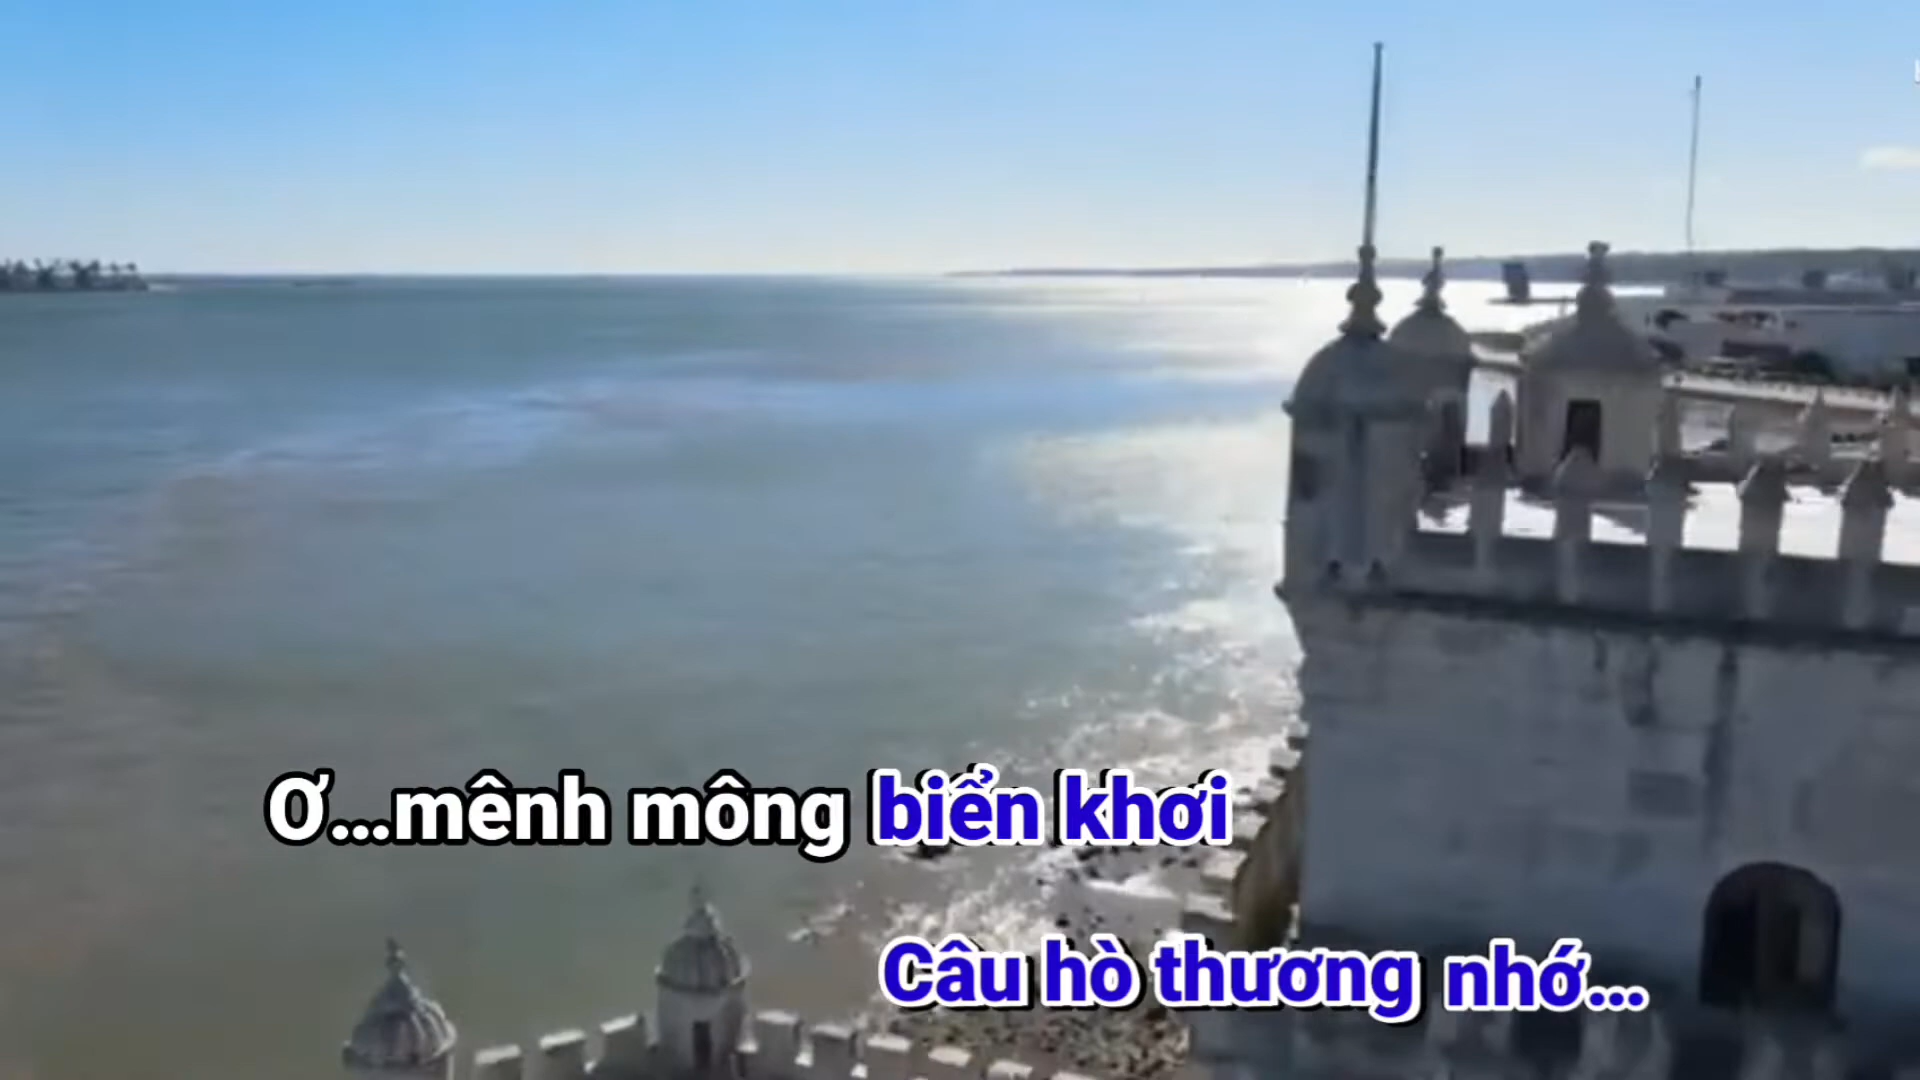 Ơ...mênh mông biển khơi
Câu hò thương nhớ...